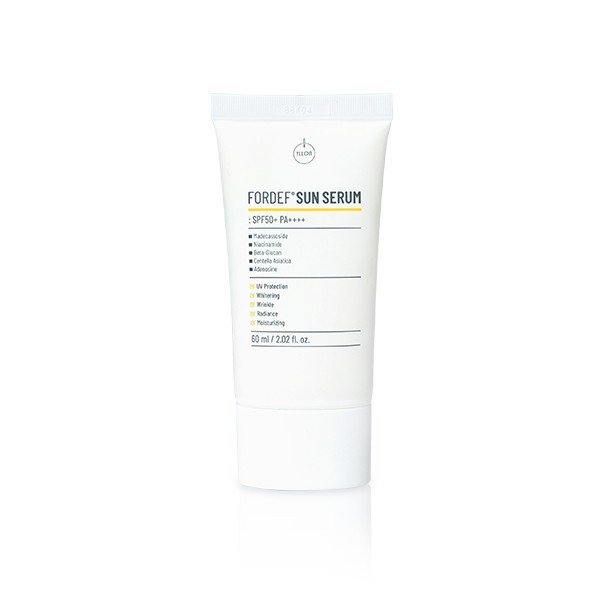 FORDEF® SUN SERUM
: SPF50+ PA++++
Madecassoside
Niacinamide
Beta-Glucan
Centella Asiatica
Adenosine
UV Protection
Whitening
Wrinkle
Radiance
Moisturizing
60 ml / 2.02 fl. oz.